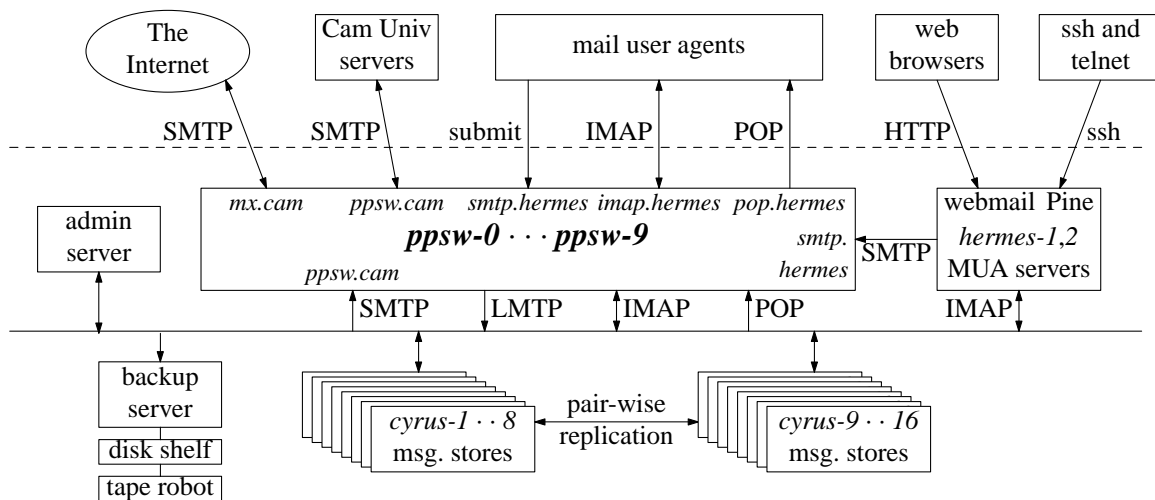 The
Internet
Cam Univ
servers
mail user agents
web
browsers
ssh and
telnet
SMTP
SMTP
submit
IMAP
POP
HTTP
ssh
admin
server
mx.cam
ppsw.cam
smtp.hermes
imap.hermes
pop.hermes
ppsw-0 · · · ppsw-9
smtp.
hermes
ppsw.cam
SMTP
webmail Pine
hermes-1,2
MUA servers
SMTP
LMTP
IMAP
POP
IMAP
backup
server
disk shelf
tape robot
cyrus-1 · · 8
msg. stores
pair-wise
replication
cyrus-9 · · 16
msg. stores